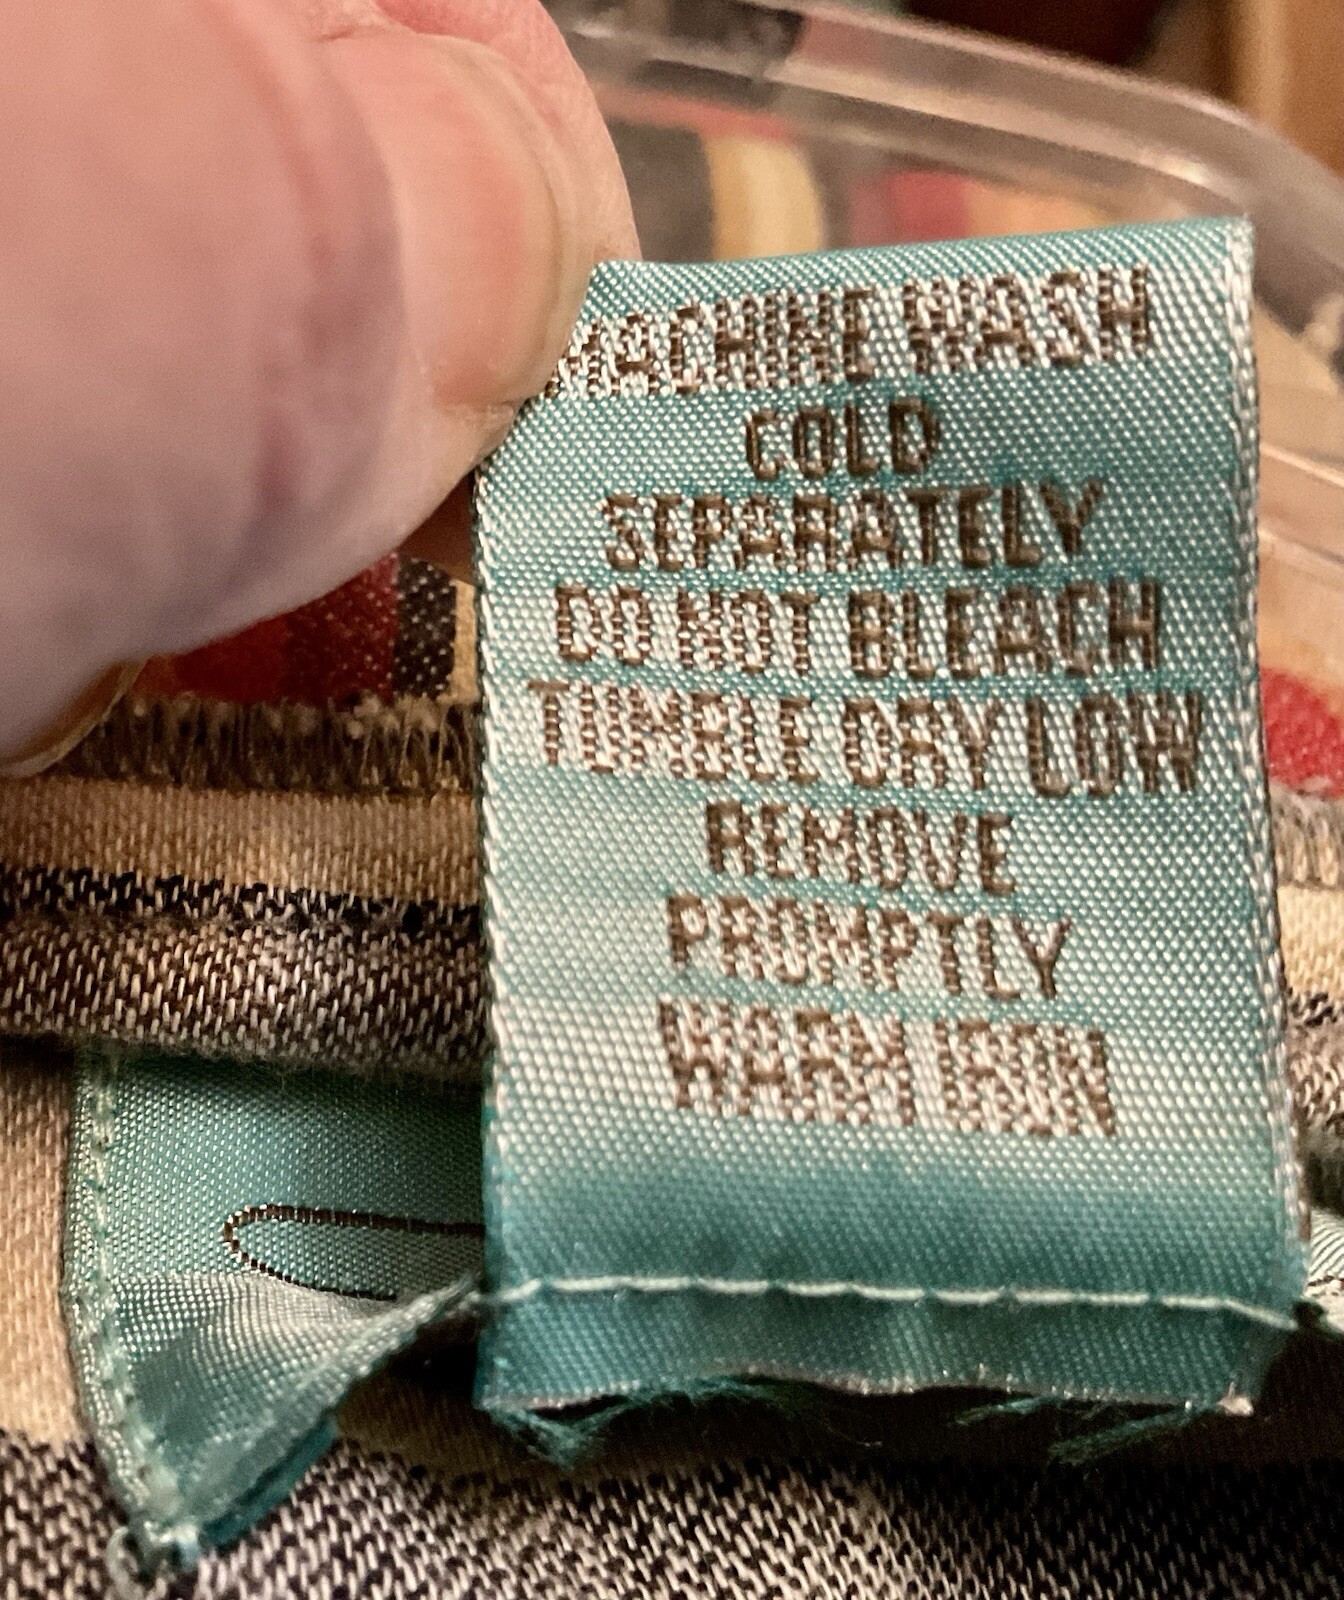 MACHINE WASH
COLD
SEPARATELY
DO NOT BLEACH
TUMBLE DRY LOW
REMOVE
PROMPTLY
WARM IRON